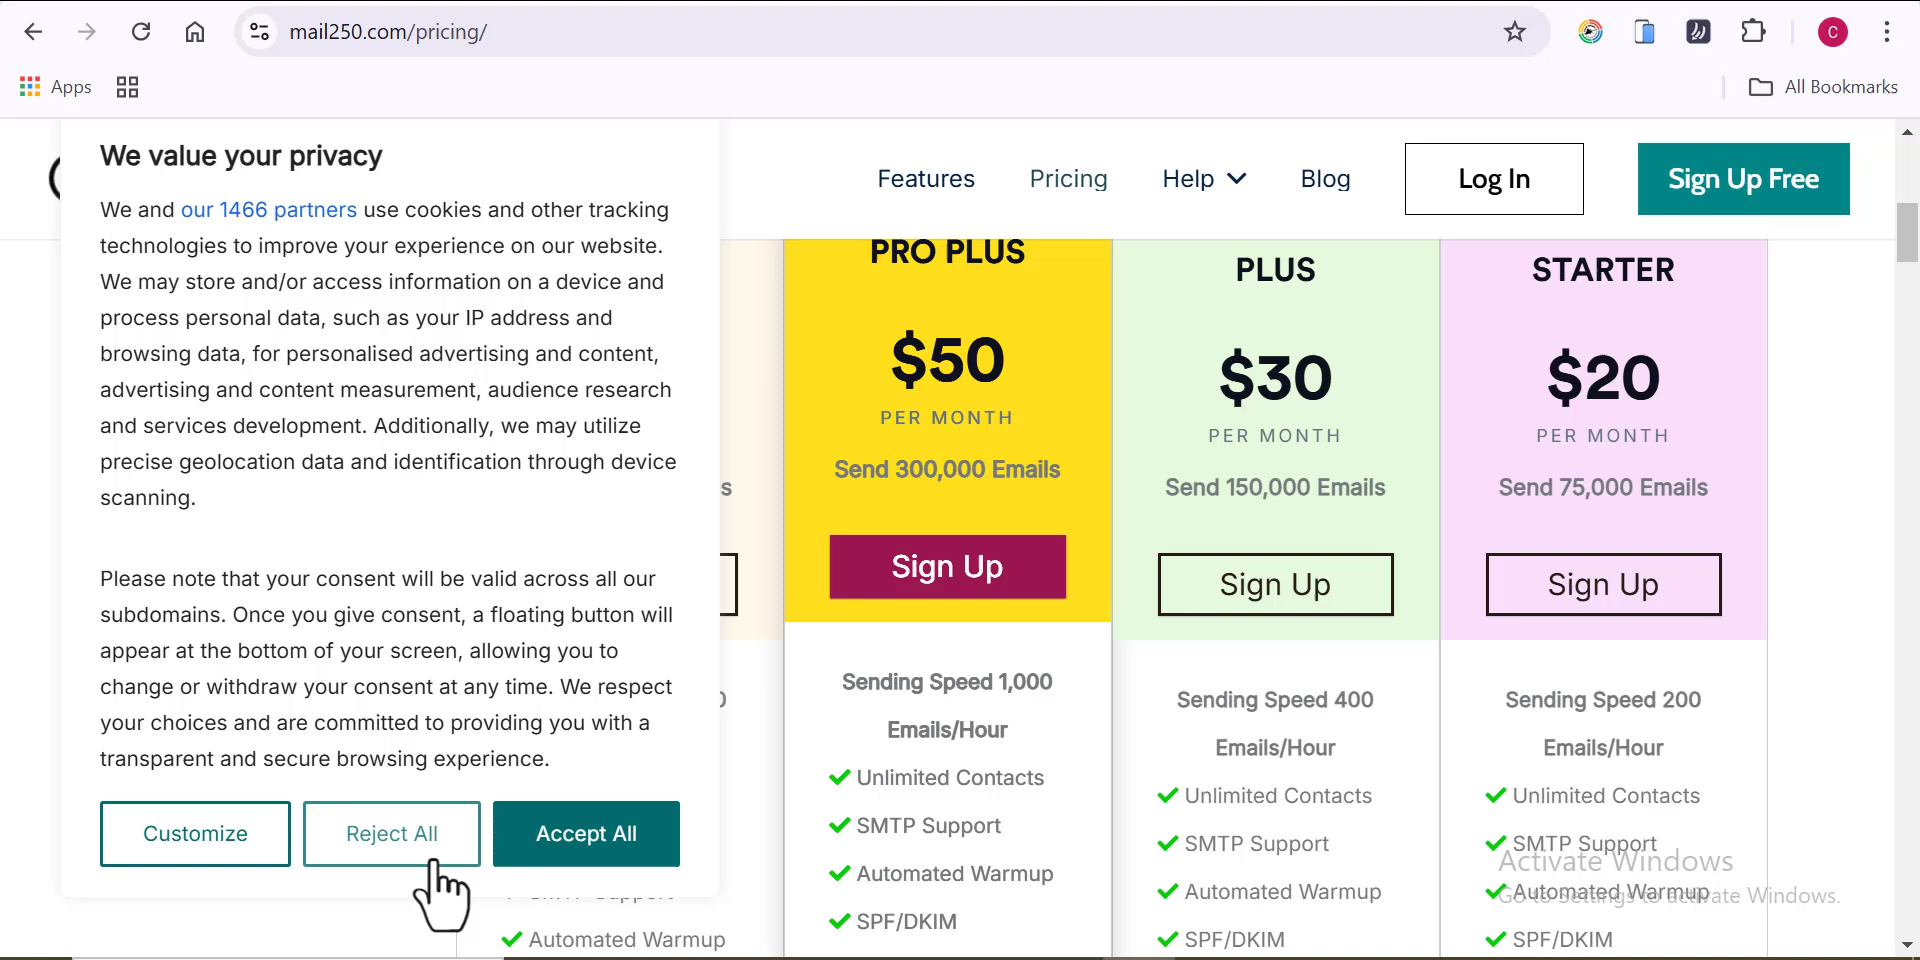 mail250.com/pricing/
C
Apps
All Bookmarks
We value your privacy
We and our 1466 partners use cookies and other tracking
technologies to improve your experience on our website.
We may store and/or access information on a device and
process personal data, such as your IP address and
browsing data, for personalised advertising and content,
advertising and content measurement, audience research
and services development. Additionally, we may utilize
precise geolocation data and identification through device
scanning.
Please note that your consent will be valid across all our
subdomains. Once you give consent, a floating button will
appear at the bottom of your screen, allowing you to
change or withdraw your consent at any time. We respect
your choices and are committed to providing you with a
transparent and secure browsing experience.
Customize
Reject All
Accept All
Automated Warmup
Features
Pricing
Help
Blog
Log In
Sign Up Free
PRO PLUS
$50
PER MONTH
Send 300,000 Emails
Sign Up
Sending Speed 1,000
Emails/Hour
Unlimited Contacts
SMTP Support
Automated Warmup
SPF/DKIM
PLUS
$30
PER MONTH
Send 150,000 Emails
Sign Up
Sending Speed 400
Emails/Hour
Unlimited Contacts
SMTP Support
Automated Warmup
SPF/DKIM
STARTER
$20
PER MONTH
Send 75,000 Emails
Sign Up
Sending Speed 200
Emails/Hour
Unlimited Contacts
SMTP Support
Automated Warmup
SPF/DKIM
Activate Windows
Go to Settings to activate Windows.